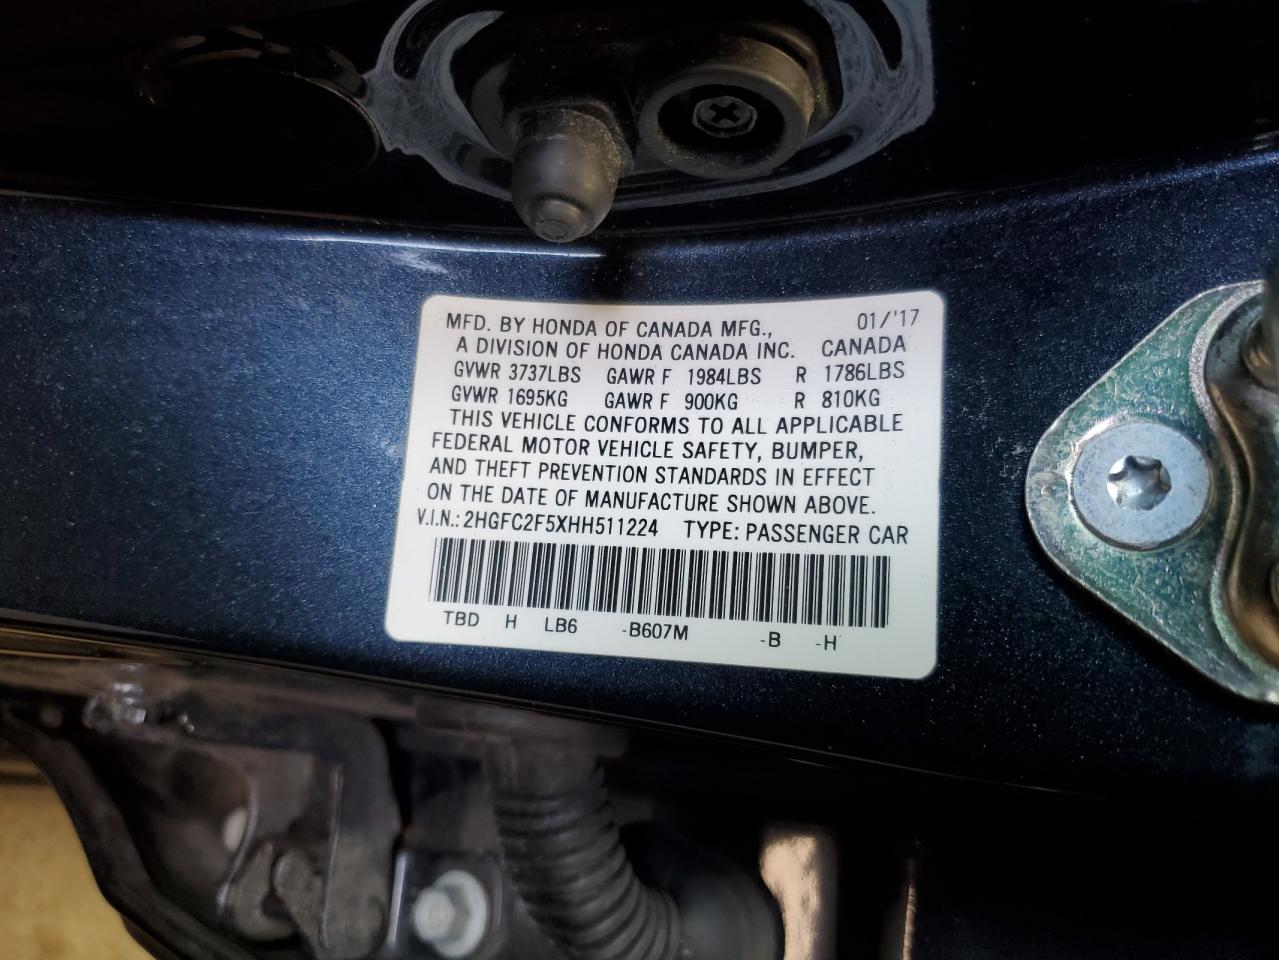 MFD. BY HONDA OF CANADA MFG., 01/'17
A DIVISION OF HONDA CANADA INC. CANADA
GVWR 3737LBS GAWR F 1984LBS R 1786LBS
GVWR 1695KG GAWR F 900KG R 810KG
THIS VEHICLE CONFORMS TO ALL APPLICABLE
FEDERAL MOTOR VEHICLE SAFETY, BUMPER,
AND THEFT PREVENTION STANDARDS IN EFFECT
ON THE DATE OF MANUFACTURE SHOWN ABOVE.
V.I.N.: 2HGFC2F5XHH511224 TYPE: PASSENGER CAR
TBD H LB6 -B607M -B -H